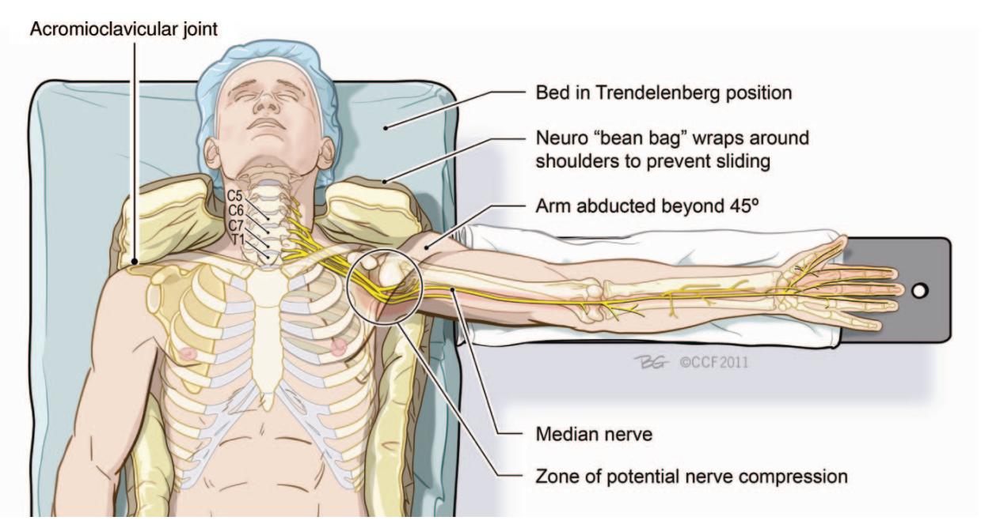 Acromioclavicular joint
Bed in Trendelenberg position
Neuro “bean bag” wraps around
shoulders to prevent sliding
C5
C6
C7
T1
Arm abducted beyond 45º
BG ©CCF2011
Median nerve
Zone of potential nerve compression